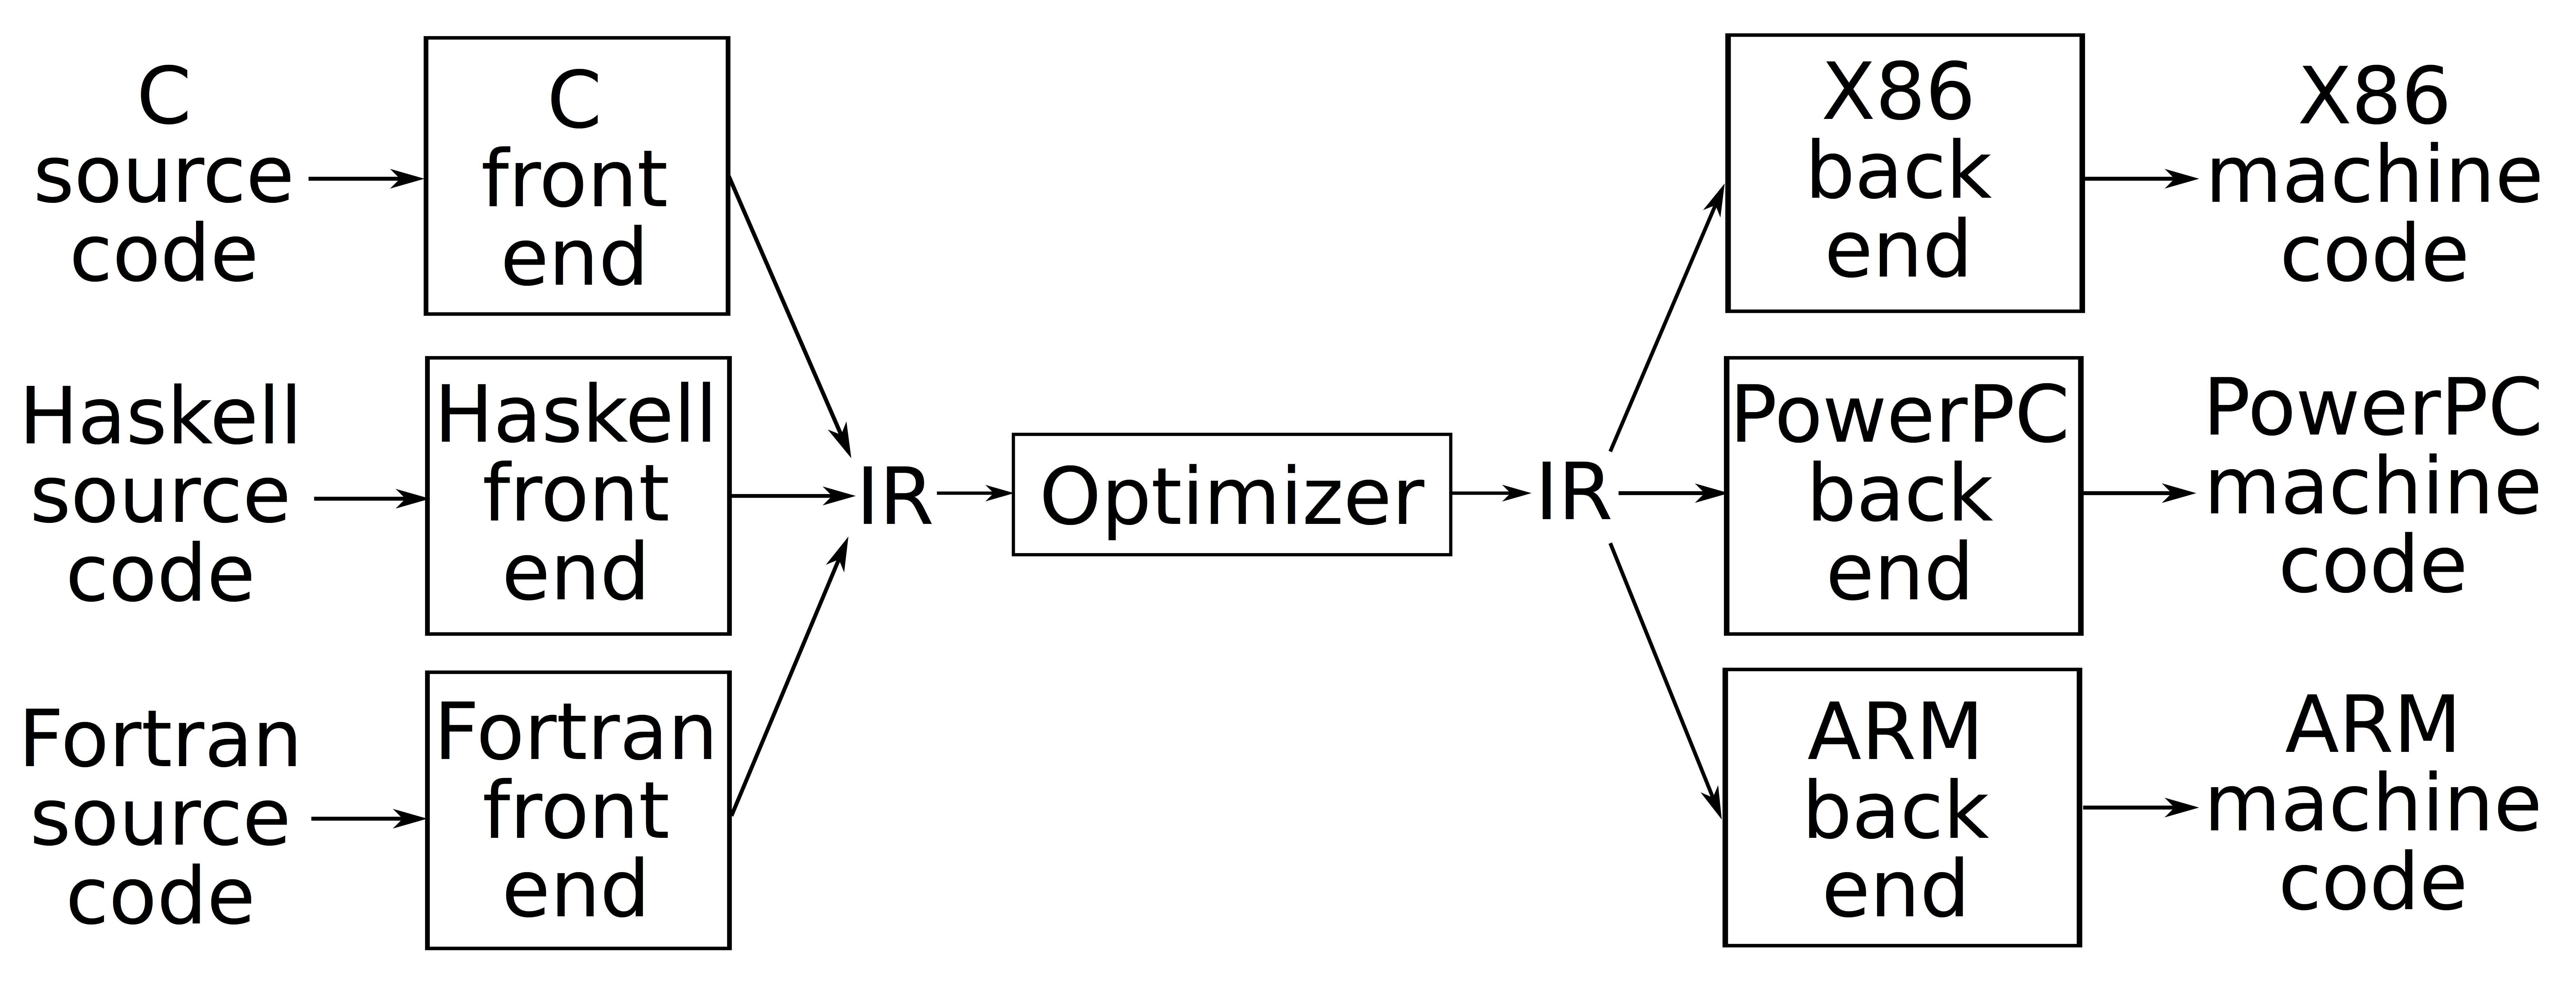 C
source
code
C
front
end
Haskell
source
code
Haskell
front
end
Fortran
source
code
Fortran
front
end
IR
Optimizer
IR
X86
back
end
X86
machine
code
PowerPC
back
end
PowerPC
machine
code
ARM
back
end
ARM
machine
code